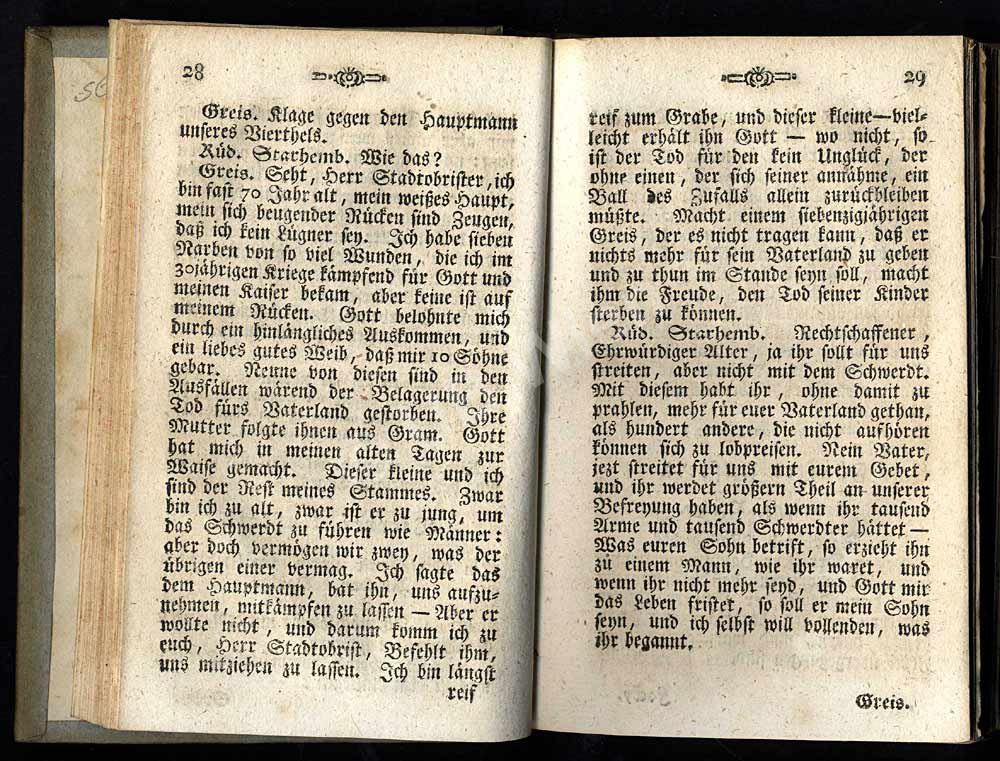 28
Greis. Klage gegen den Hauptmann
unseres Vierthels.
Rüd. Starhemb. Wie das?
Greis. Seht, Herr Stadtobrister, ich
bin fast 70 Jahr alt, mein weißes Haupt,
mein sich beugender Rücken sind Zeugen,
daß ich kein Lügner sey. Ich habe sieben
Narben von so viel Wunden, die ich im
30jährigen Kriege kämpfend für Gott und
meinen Kaiser bekam, aber keine ist auf
meinem Rücken. Gott belohnte mich
durch ein hinlängliches Auskommen, und
ein liebes gutes Weib, daß mir 10 Söhne
gebar. Neune von diesen sind in den
Ausfällen wärend der Belagerung den
Tod fürs Vaterland gestorben. Ihre
Mutter folgte ihnen aus Gram. Gott
hat mich in meinen alten Tagen zur
Waise gemacht. Dieser kleine und ich
sind der Rest meines Stammes. Zwar
bin ich zu alt, zwar ist er zu jung, um
das Schwerdt zu führen wie Männer:
aber doch vermögen wir zwey, was der
übrigen einer vermag. Ich sagte das
dem Hauptmann, bat ihn, uns aufzu-
nehmen, mitkämpfen zu lassen — Aber er
wollte nicht, und darum komm ich zu
euch, Herr Stadtobrist, Befehlt ihm,
uns mitziehen zu lassen. Ich bin längst
reif
29
reif zum Grabe, und dieser kleine—viel-
leicht erhält ihn Gott — wo nicht, so
ist der Tod für den kein Unglück, der
ohne einen, der sich seiner annähme, ein
Ball des Zufalls allein zurückbleiben
müßte. Macht einem siebenzigjährigen
Greis, der es nicht tragen kann, daß er
nichts mehr für sein Vaterland zu geben
und zu thun im Stande seyn soll, macht
ihm die Freude, den Tod seiner Kinder
sterben zu können.
Rüd. Starhemb. Rechtschaffener,
Ehrwürdiger Alter, ja ihr sollt für uns
streiten, aber nicht mit dem Schwerdt.
Mit diesem habt ihr, ohne damit zu
prahlen, mehr für euer Vaterland gethan,
als hundert andere, die nicht aufhören
können sich zu lobpreisen. Nein Vater,
jezt streitet für uns mit eurem Gebet,
und ihr werdet größern Theil an unserer
Befreyung haben, als wenn ihr tausend
Arme und tausend Schwerdter hättet —
Was euren Sohn betrift, so erzieht ihn
zu einem Mann, wie ihr waret, und
wenn ihr nicht mehr seyd, und Gott mir
das Leben fristet, so soll er mein Sohn
seyn, und ich selbst will vollenden, was
ihr begannt.
Greis.